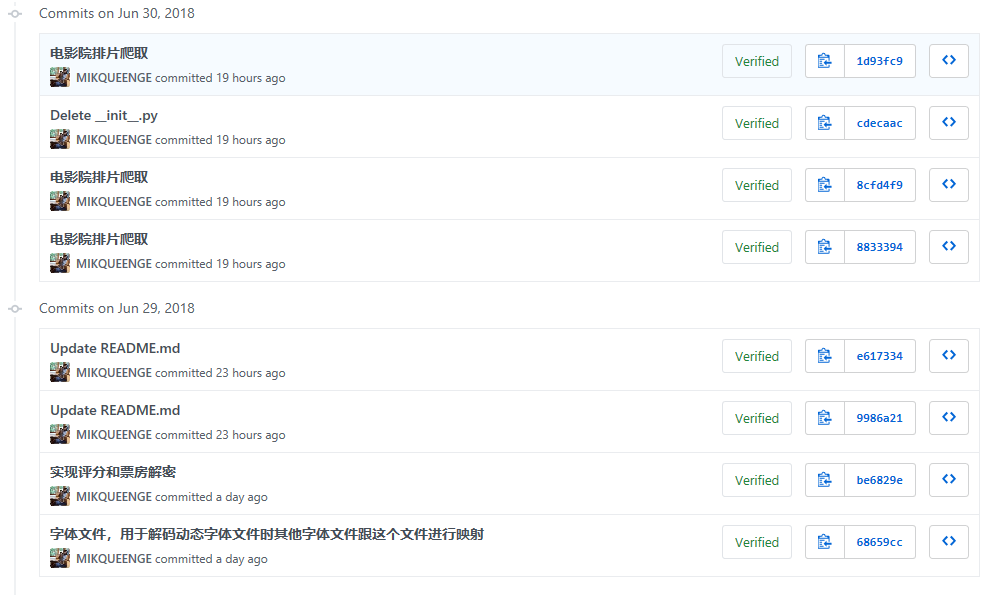 Commits on Jun 30, 2018
电影院排片爬取
MIKQUEENGE committed 19 hours ago
Verified
1d93fc9
Delete __init__.py
MIKQUEENGE committed 19 hours ago
Verified
cdecaac
电影院排片爬取
MIKQUEENGE committed 19 hours ago
Verified
8cfd4f9
电影院排片爬取
MIKQUEENGE committed 19 hours ago
Verified
8833394
Commits on Jun 29, 2018
Update README.md
MIKQUEENGE committed 23 hours ago
Verified
e617334
Update README.md
MIKQUEENGE committed 23 hours ago
Verified
9986a21
实现评分和票房解密
MIKQUEENGE committed a day ago
Verified
be6829e
字体文件，用于解码动态字体文件时其他字体文件跟这个文件进行映射
MIKQUEENGE committed a day ago
Verified
68659cc